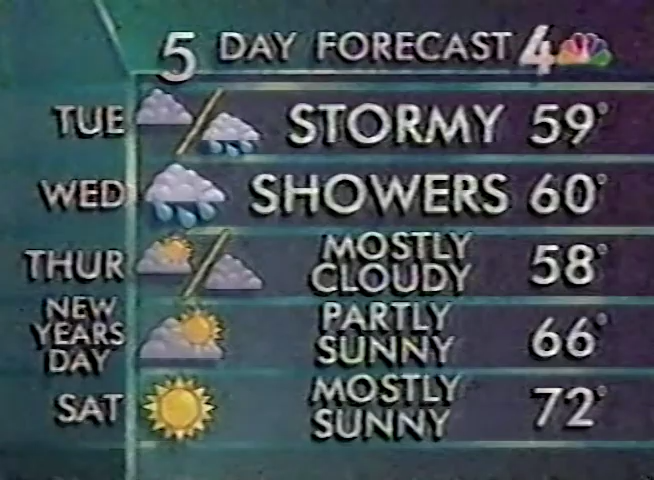 5 DAY FORECAST 4
TUE STORMY 59°
WED SHOWERS 60°
THUR MOSTLY CLOUDY 58°
NEW YEARS DAY PARTLY SUNNY 66°
SAT MOSTLY SUNNY 72°